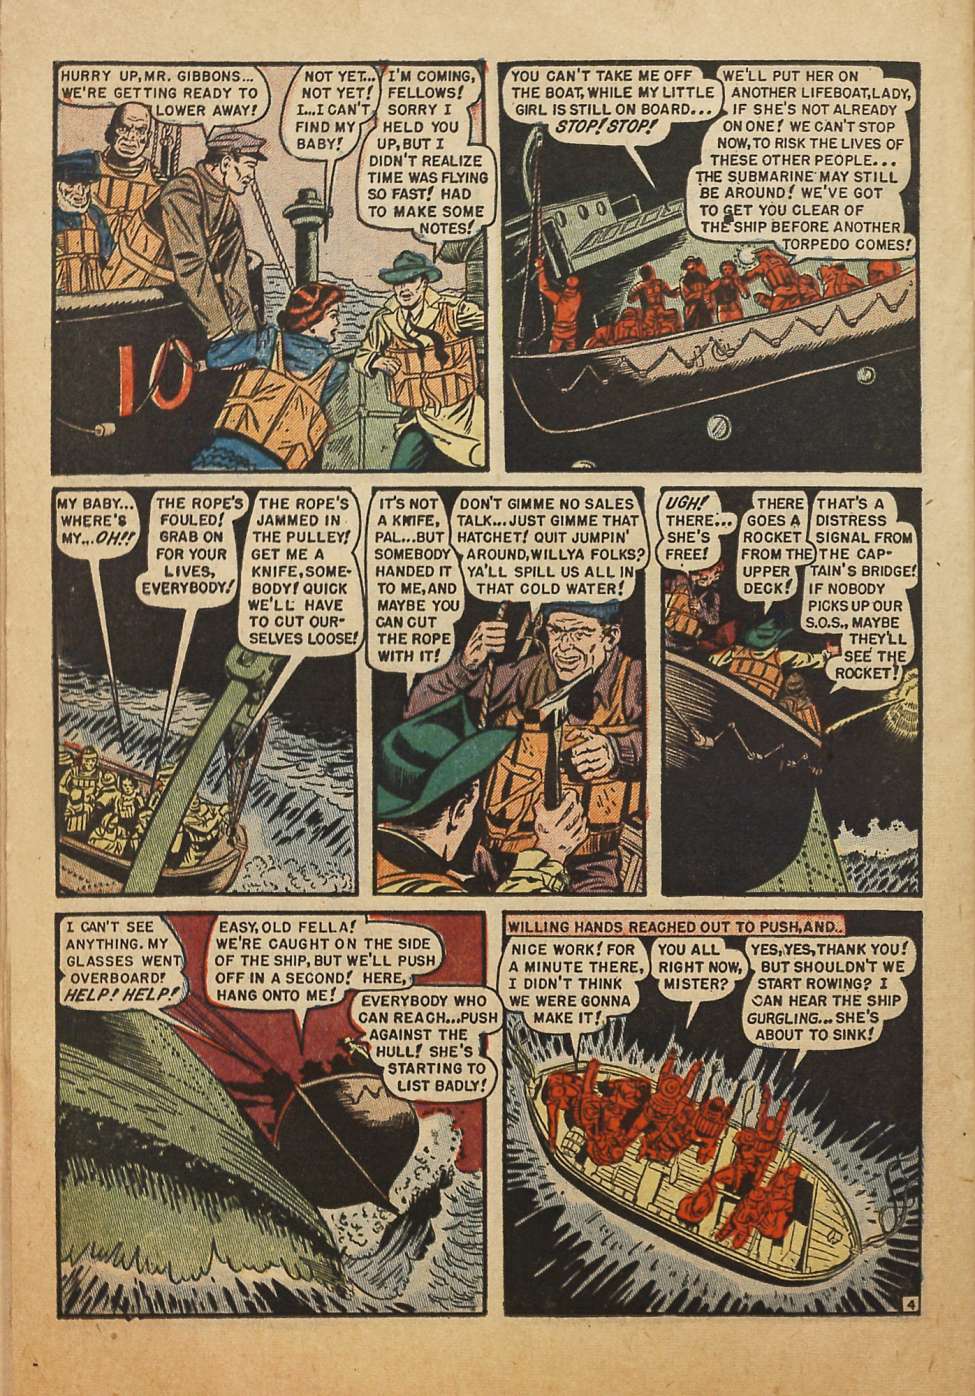 HURRY UP, MR. GIBBONS...
WE'RE GETTING READY TO
LOWER AWAY!
NOT YET...
NOT YET!
I...I CAN'T
FIND MY
BABY!
I'M COMING,
FELLOWS!
SORRY I
HELD YOU
UP, BUT I
DIDN'T REALIZE
TIME WAS FLYING
SO FAST! HAD
TO MAKE SOME
NOTES!
10
YOU CAN'T TAKE ME OFF
THE BOAT, WHILE MY LITTLE
GIRL IS STILL ON BOARD...
STOP! STOP!
WE'LL PUT HER ON
ANOTHER LIFEBOAT, LADY,
IF SHE'S NOT ALREADY
ON ONE! WE CAN'T STOP
NOW, TO RISK THE LIVES OF
THESE OTHER PEOPLE...
THE SUBMARINE MAY STILL
BE AROUND! WE'VE GOT
TO GET YOU CLEAR OF
THE SHIP BEFORE ANOTHER
TORPEDO COMES!
MY BABY...
WHERE'S
MY...OH!!
THE ROPE'S
FOULED!
GRAB ON
FOR YOUR
LIVES,
EVERYBODY!
THE ROPE'S
JAMMED IN
THE PULLEY!
GET ME A
KNIFE, SOME-
BODY! QUICK
WE'LL HAVE
TO CUT OUR-
SELVES LOOSE!
IT'S NOT
A KNIFE,
PAL...BUT
SOMEBODY
HANDED IT
TO ME, AND
MAYBE YOU
CAN CUT
THE ROPE
WITH IT!
DON'T GIMME NO SALES
TALK...JUST GIMME THAT
HATCHET! QUIT JUMPIN'
AROUND, WILLYA FOLKS?
YA'LL SPILL US ALL IN
THAT COLD WATER!
UGH!
THERE...
SHE'S
FREE!
THERE
GOES A
ROCKET
FROM THE
UPPER
DECK!
THAT'S A
DISTRESS
SIGNAL FROM
THE CAP-
TAIN'S BRIDGE!
IF NOBODY
PICKS UP OUR
S.O.S., MAYBE
THEY'LL
SEE THE
ROCKET!
I CAN'T SEE
ANYTHING. MY
GLASSES WENT
OVERBOARD!
HELP! HELP!
EASY, OLD FELLA!
WE'RE CAUGHT ON THE SIDE
OF THE SHIP, BUT WE'LL PUSH
OFF IN A SECOND! HERE,
HANG ONTO ME!
EVERYBODY WHO
CAN REACH...PUSH
AGAINST THE
HULL! SHE'S
STARTING TO
LIST BADLY!
WILLING HANDS REACHED OUT TO PUSH, AND..
NICE WORK! FOR
A MINUTE THERE,
I DIDN'T THINK
WE WERE GONNA
MAKE IT!
YOU ALL
RIGHT NOW,
MISTER?
YES, YES, THANK YOU!
BUT SHOULDN'T WE
START ROWING? I
CAN HEAR THE SHIP
GURGLING... SHE'S
ABOUT TO SINK!
4